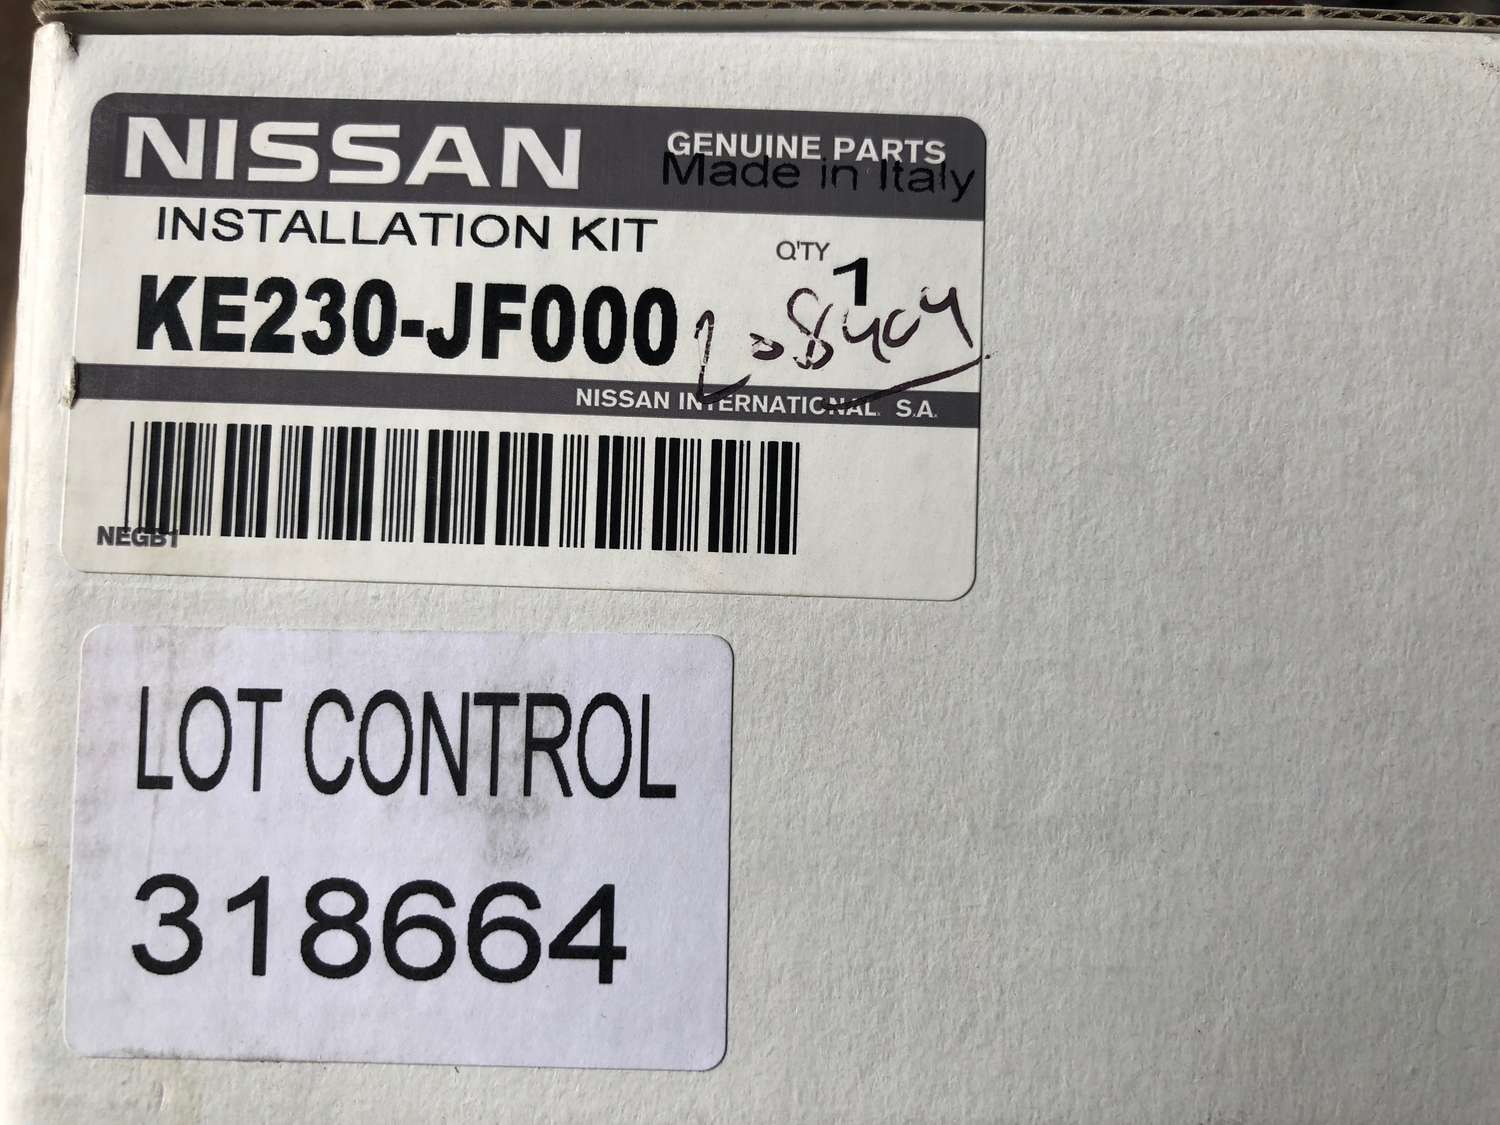 NISSAN
GENUINE PARTS
Made in Italy
INSTALLATION KIT
Q'TY 1
KE230-JF000
NISSAN INTERNATIONAL S.A.
NEGB1
LOT CONTROL
318664